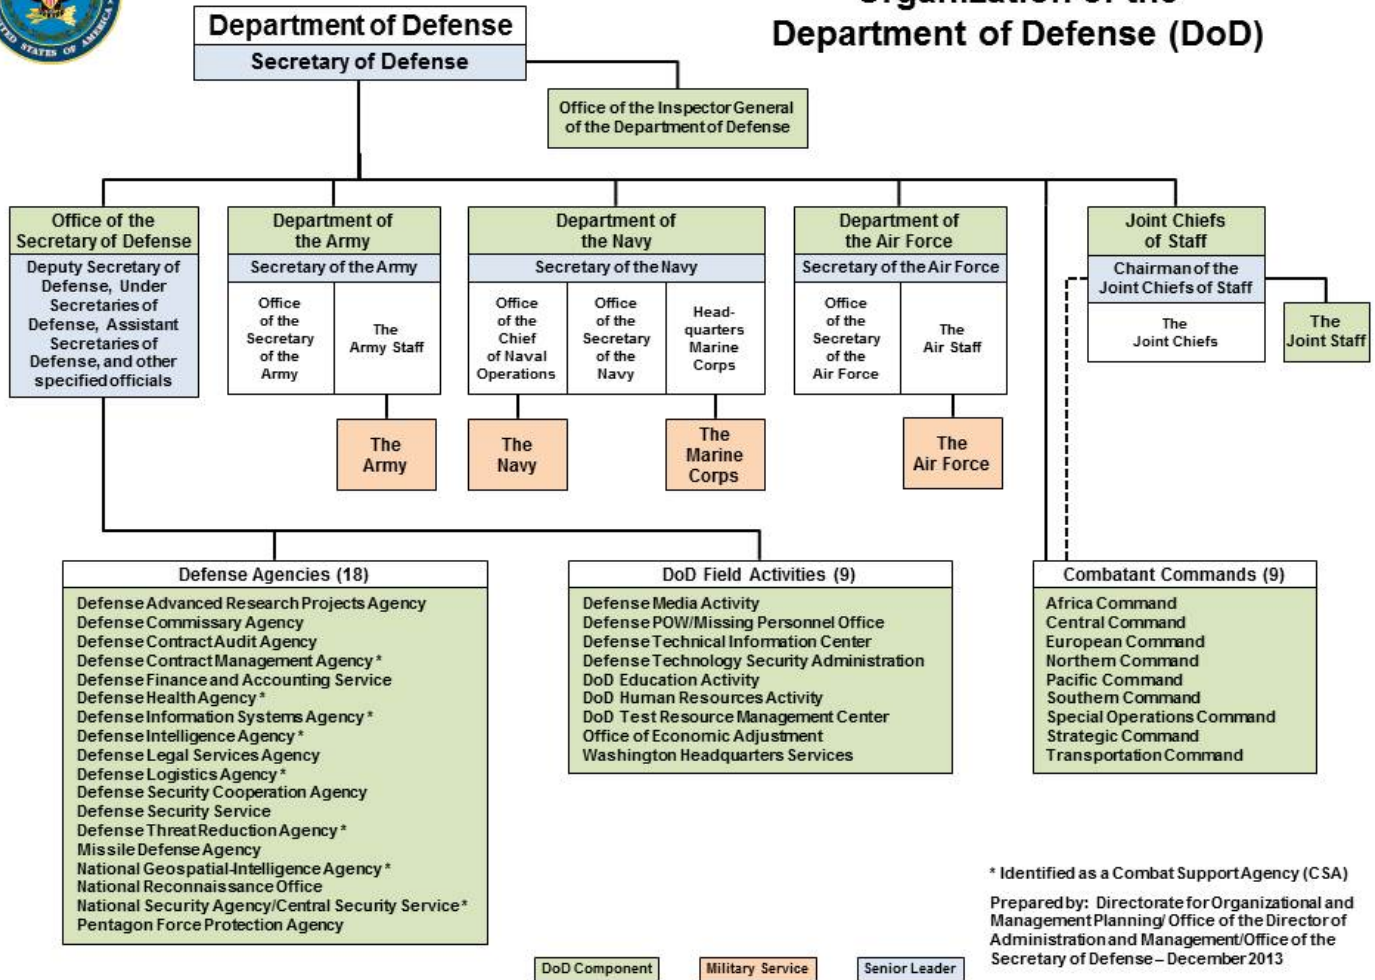 STATES OF AMERICA
Department of Defense (DoD)
Department of Defense
Secretary of Defense
Office of the Inspector General
of the Department of Defense
Office of the
Secretary of Defense
Deputy Secretary of
Defense, Under
Secretaries of
Defense, Assistant
Secretaries of
Defense, and other
specified officials
Department of
the Army
Secretary of the Army
Office
of the
Secretary
of the
Army
The
Army Staff
The
Army
Department of
the Navy
Secretary of the Navy
Office
of the
Chief
of Naval
Operations
Office
of the
Secretary
of the
Navy
Head-
quarters
Marine
Corps
The
Navy
The
Marine
Corps
Department of
the Air Force
Secretary of the Air Force
Office
of the
Secretary
of the
Air Force
The
Air Staff
The
Air Force
Joint Chiefs
of Staff
Chairman of the
Joint Chiefs of Staff
The
Joint Chiefs
The
Joint Staff
Defense Agencies (18)
Defense Advanced Research Projects Agency
Defense Commissary Agency
Defense Contract Audit Agency
Defense Contract Management Agency *
Defense Finance and Accounting Service
Defense Health Agency *
Defense Information Systems Agency *
Defense Intelligence Agency *
Defense Legal Services Agency
Defense Logistics Agency *
Defense Security Cooperation Agency
Defense Security Service
Defense Threat Reduction Agency *
Missile Defense Agency
National Geospatial-Intelligence Agency *
National Reconnaissance Office
National Security Agency/Central Security Service *
Pentagon Force Protection Agency
DoD Field Activities (9)
Defense Media Activity
Defense POW/Missing Personnel Office
Defense Technical Information Center
Defense Technology Security Administration
DoD Education Activity
DoD Human Resources Activity
DoD Test Resource Management Center
Office of Economic Adjustment
Washington Headquarters Services
Combatant Commands (9)
Africa Command
Central Command
European Command
Northern Command
Pacific Command
Southern Command
Special Operations Command
Strategic Command
Transportation Command
* Identified as a Combat Support Agency (CSA)
Prepared by: Directorate for Organizational and
Management Planning/ Office of the Director of
Administration and Management/Office of the
Secretary of Defense – December 2013
DoD Component
Military Service
Senior Leader